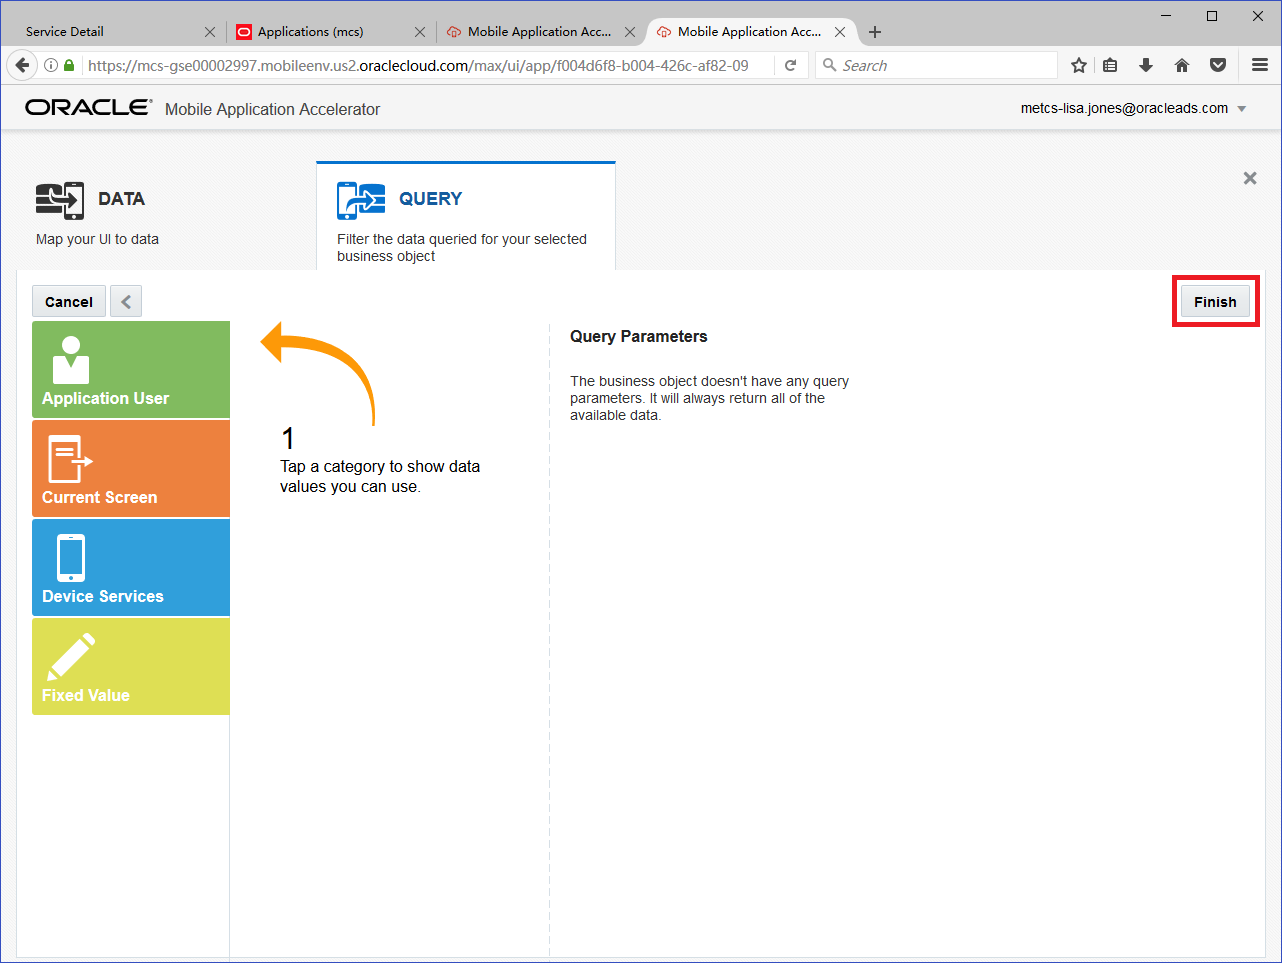 Service Detail
Applications (mcs)
Mobile Application Acc...
Mobile Application Acc...
https://mcs-gse00002997.mobileenv.us2.oraclecloud.com/max/ui/app/f004d6f8-b004-426c-af82-09
Search
ORACLE Mobile Application Accelerator
metcs-lisa.jones@oracleads.com
DATA
Map your UI to data
QUERY
Filter the data queried for your selected
business object
Cancel
Finish
Application User
Current Screen
Device Services
Fixed Value
1
Tap a category to show data
values you can use.
Query Parameters
The business object doesn't have any query
parameters. It will always return all of the
available data.